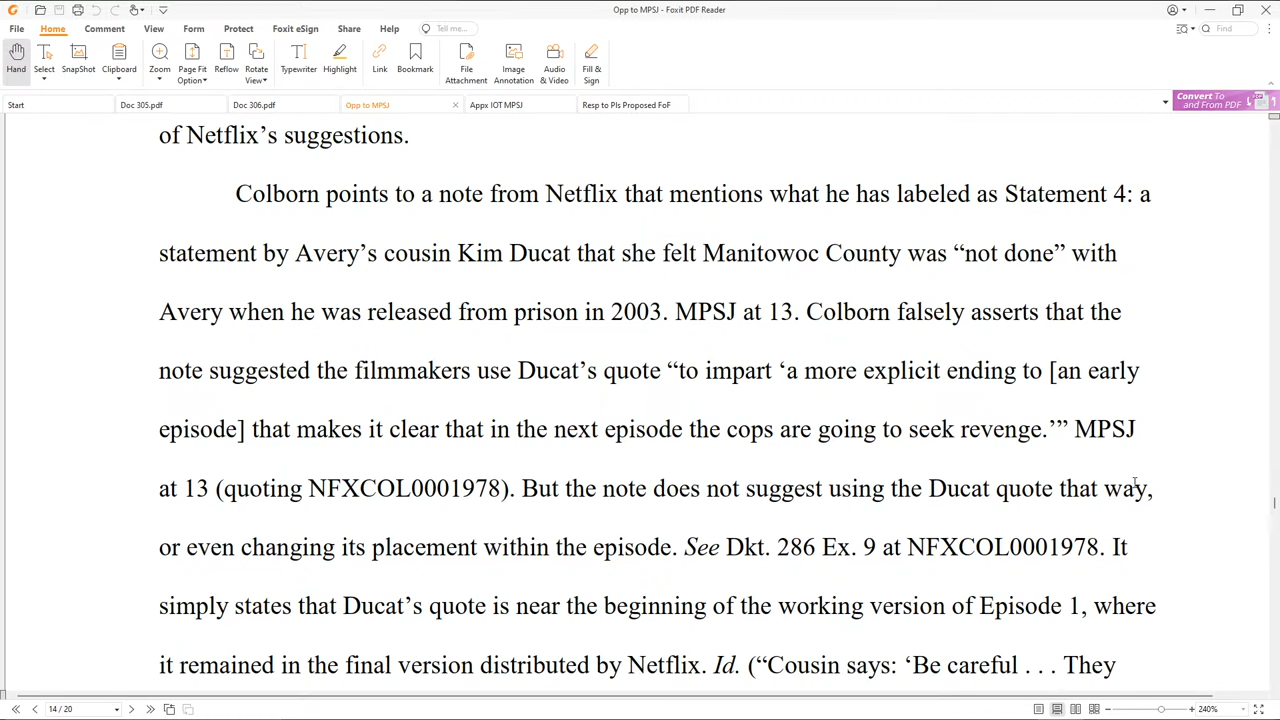 Opp to MPSJ - Foxit PDF Reader
File Home Comment View Form Protect Foxit eSign Share Help Tell me... Find
Hand Select SnapShot Clipboard Zoom Page Fit Option Reflow Rotate View Typewriter Highlight Link Bookmark File Attachment Image Annotation Audio & Video Fill & Sign
Start Doc 305.pdf Doc 306.pdf Opp to MPSJ Appx IOT MPSJ Resp to Pls Proposed FoF Convert To and From PDF
of Netflix’s suggestions.
Colborn points to a note from Netflix that mentions what he has labeled as Statement 4: a
statement by Avery’s cousin Kim Ducat that she felt Manitowoc County was “not done” with
Avery when he was released from prison in 2003. MPSJ at 13. Colborn falsely asserts that the
note suggested the filmmakers use Ducat’s quote “to impart ‘a more explicit ending to [an early
episode] that makes it clear that in the next episode the cops are going to seek revenge.’” MPSJ
at 13 (quoting NFXCOL0001978). But the note does not suggest using the Ducat quote that way,
or even changing its placement within the episode. See Dkt. 286 Ex. 9 at NFXCOL0001978. It
simply states that Ducat’s quote is near the beginning of the working version of Episode 1, where
it remained in the final version distributed by Netflix. Id. (“Cousin says: ‘Be careful . . . They
14 / 20 240%